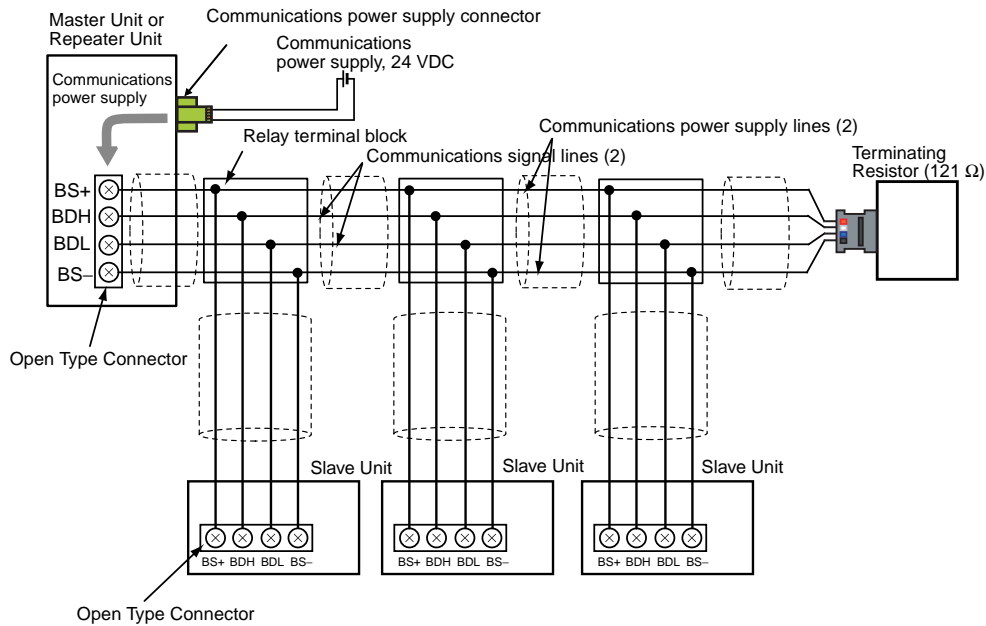 Master Unit or
Repeater Unit
Communications power supply connector
Communications
power supply, 24 VDC
Communications
power supply
Relay terminal block
Communications signal lines (2)
Communications power supply lines (2)
Terminating
Resistor (121 Ω)
BS+
BDH
BDL
BS–
Open Type Connector
Slave Unit
Slave Unit
Slave Unit
BS+ BDH BDL BS–
BS+ BDH BDL BS–
BS+ BDH BDL BS–
Open Type Connector